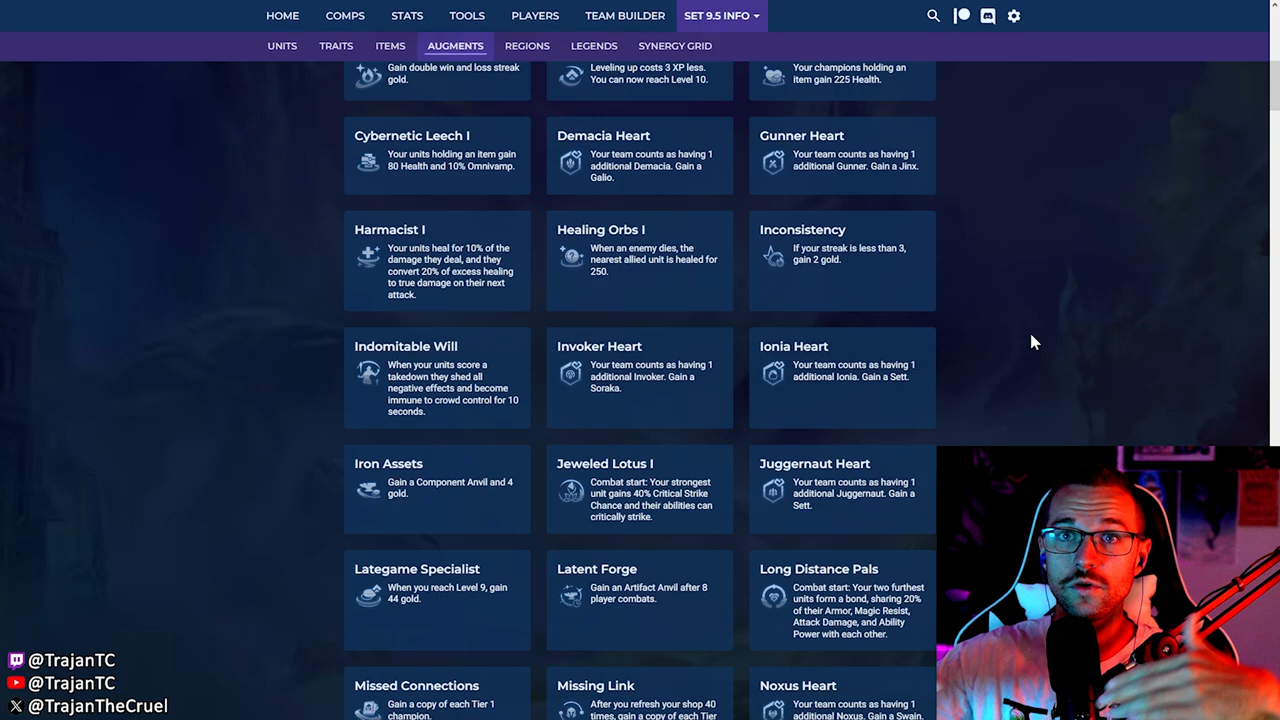 HOME COMPS STATS TOOLS PLAYERS TEAM BUILDER SET 9.5 INFO
UNITS TRAITS ITEMS AUGMENTS REGIONS LEGENDS SYNERGY GRID
Gain double win and loss streak
gold.
Leveling up costs 3 XP less.
You can now reach Level 10.
Your champions holding an
item gain 225 Health.
Cybernetic Leech I
Your units holding an item gain
80 Health and 10% Omnivamp.
Demacia Heart
Your team counts as having 1
additional Demacia. Gain a
Galio.
Gunner Heart
Your team counts as having 1
additional Gunner. Gain a Jinx.
Harmacist I
Your units heal for 10% of the
damage they deal, and they
convert 20% of excess healing
to true damage on their next
attack.
Healing Orbs I
When an enemy dies, the
nearest allied unit is healed for
250.
Inconsistency
If your streak is less than 3,
gain 2 gold.
Indomitable Will
When your units score a
takedown they shed all
negative effects and become
immune to crowd control for 10
seconds.
Invoker Heart
Your team counts as having 1
additional Invoker. Gain a
Soraka.
Ionia Heart
Your team counts as having 1
additional Ionia. Gain a Sett.
Iron Assets
Gain a Component Anvil and 4
gold.
Jeweled Lotus I
Combat start: Your strongest
unit gains 40% Critical Strike
Chance and their abilities can
critically strike.
Juggernaut Heart
Your team counts as having 1
additional Juggernaut. Gain a
Sett.
Lategame Specialist
When you reach Level 9, gain
44 gold.
Latent Forge
Gain an Artifact Anvil after 8
player combats.
Long Distance Pals
Combat start: Your two furthest
units form a bond, sharing 20%
of their Armor, Magic Resist,
Attack Damage, and Ability
Power with each other.
Missed Connections
Gain a copy of each Tier 1
champion.
Missing Link
After you refresh your shop 40
times, gain a copy of each Tier
Noxus Heart
Your team counts as having 1
additional Noxus. Gain a Swain.
@TrajanTC
@TrajanTC
@TrajanTheCruel